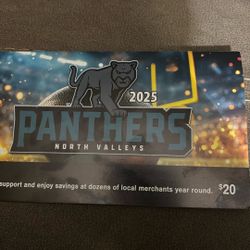 2025
PANTHERS
NORTH VALLEYS
support and enjoy savings at dozens of local merchants year round.
$20